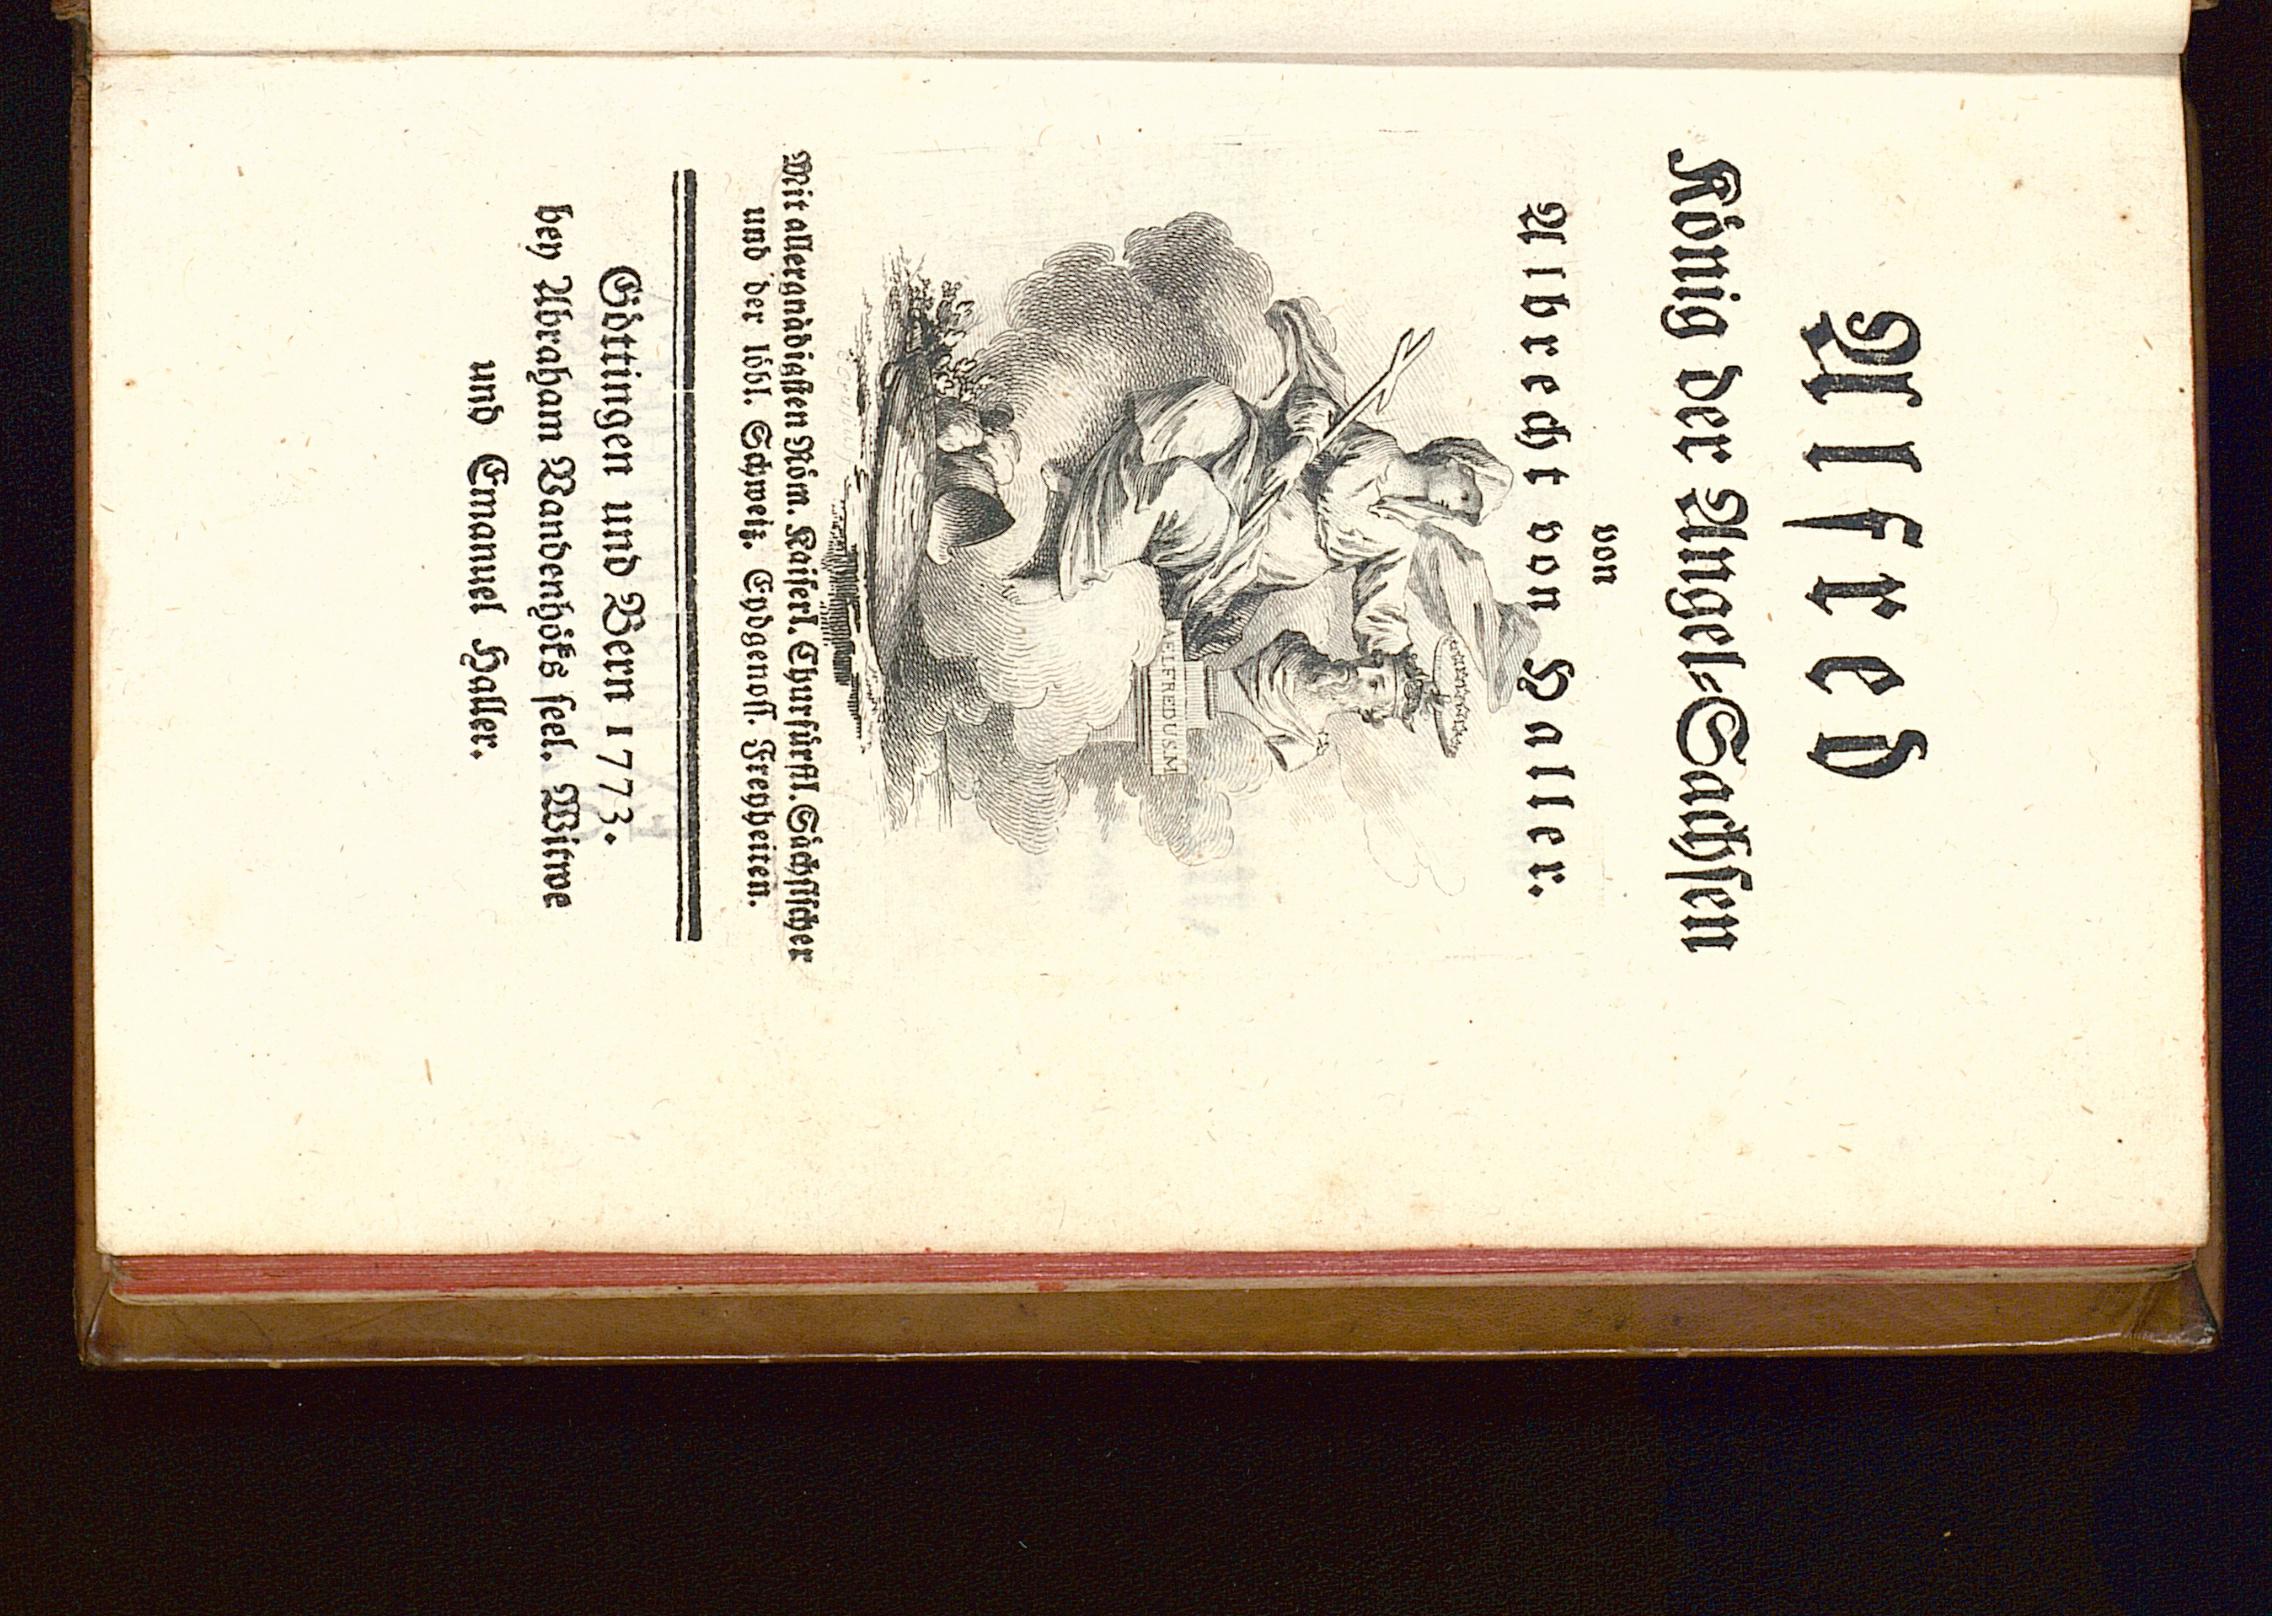 Alfred
König der Angel-Sachsen
von
Albrecht von Haller.
AELFREDUS.M
Mit allergnädigsten Röm. Kaiserl. Churfürstl. Sächsischer
und der löbl. Schweiz. Eydgenoss. Freyheiten.
Göttingen und Bern 1773.
bey Abraham Vandenhöks seel. Witwe
und Emanuel Haller.